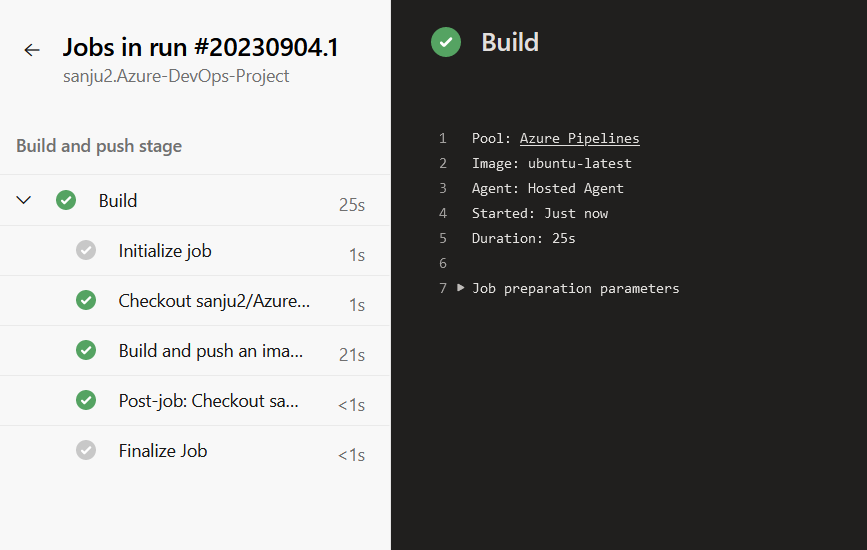 Jobs in run #20230904.1
sanju2.Azure-DevOps-Project
Build and push stage
Build 25s
Initialize job 1s
Checkout sanju2/Azure... 1s
Build and push an ima... 21s
Post-job: Checkout sa... <1s
Finalize Job <1s
Build
1 Pool: Azure Pipelines
2 Image: ubuntu-latest
3 Agent: Hosted Agent
4 Started: Just now
5 Duration: 25s
6
7 Job preparation parameters